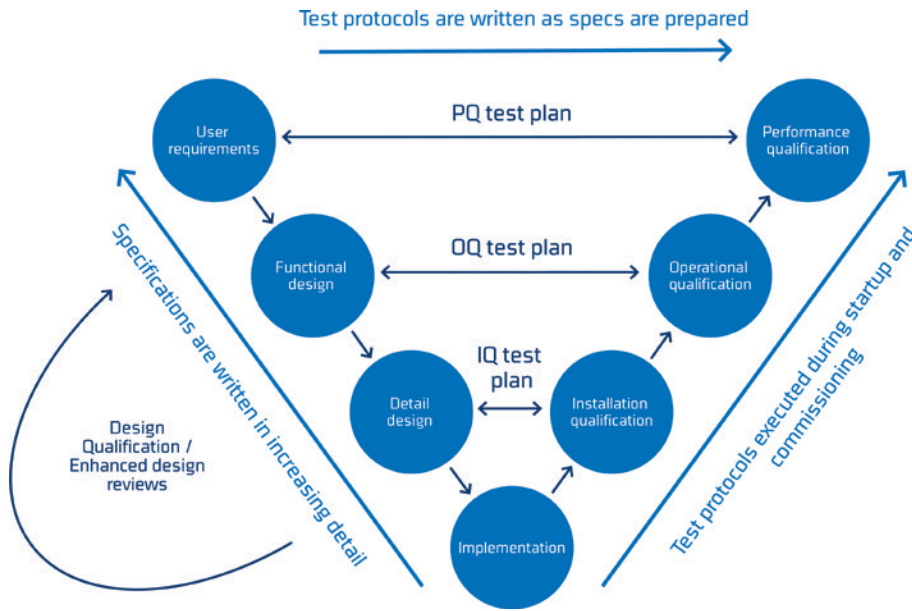 Test protocols are written as specs are prepared
User
requirements
PQ test plan
Performance
qualification
Functional
design
OQ test plan
Operational
qualification
Detail
design
IQ test
plan
Installation
qualification
Implementation
Specifications are written in increasing detail
Design
Qualification /
Enhanced design
reviews
Test protocols executed during startup and
commissioning